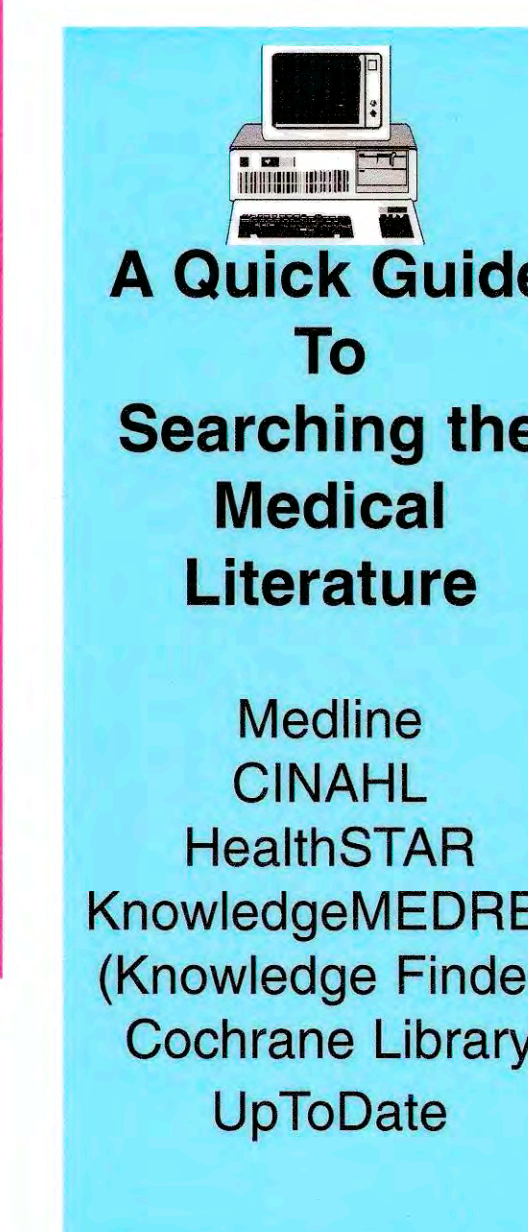 A Quick Guide
To
Searching the
Medical
Literature
Medline
CINAHL
HealthSTAR
KnowledgeMEDRE
(Knowledge Finde
Cochrane Library
UpToDate